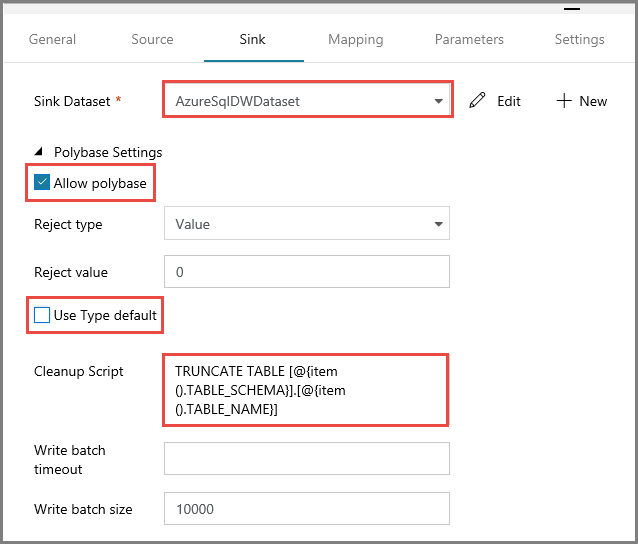 General Source Sink Mapping Parameters Settings
Sink Dataset * AzureSqlDWDataset Edit New
Polybase Settings
Allow polybase
Reject type Value
Reject value 0
Use Type default
Cleanup Script TRUNCATE TABLE [@{item
().TABLE_SCHEMA}].[@{item
().TABLE_NAME}]
Write batch
timeout
Write batch size 10000